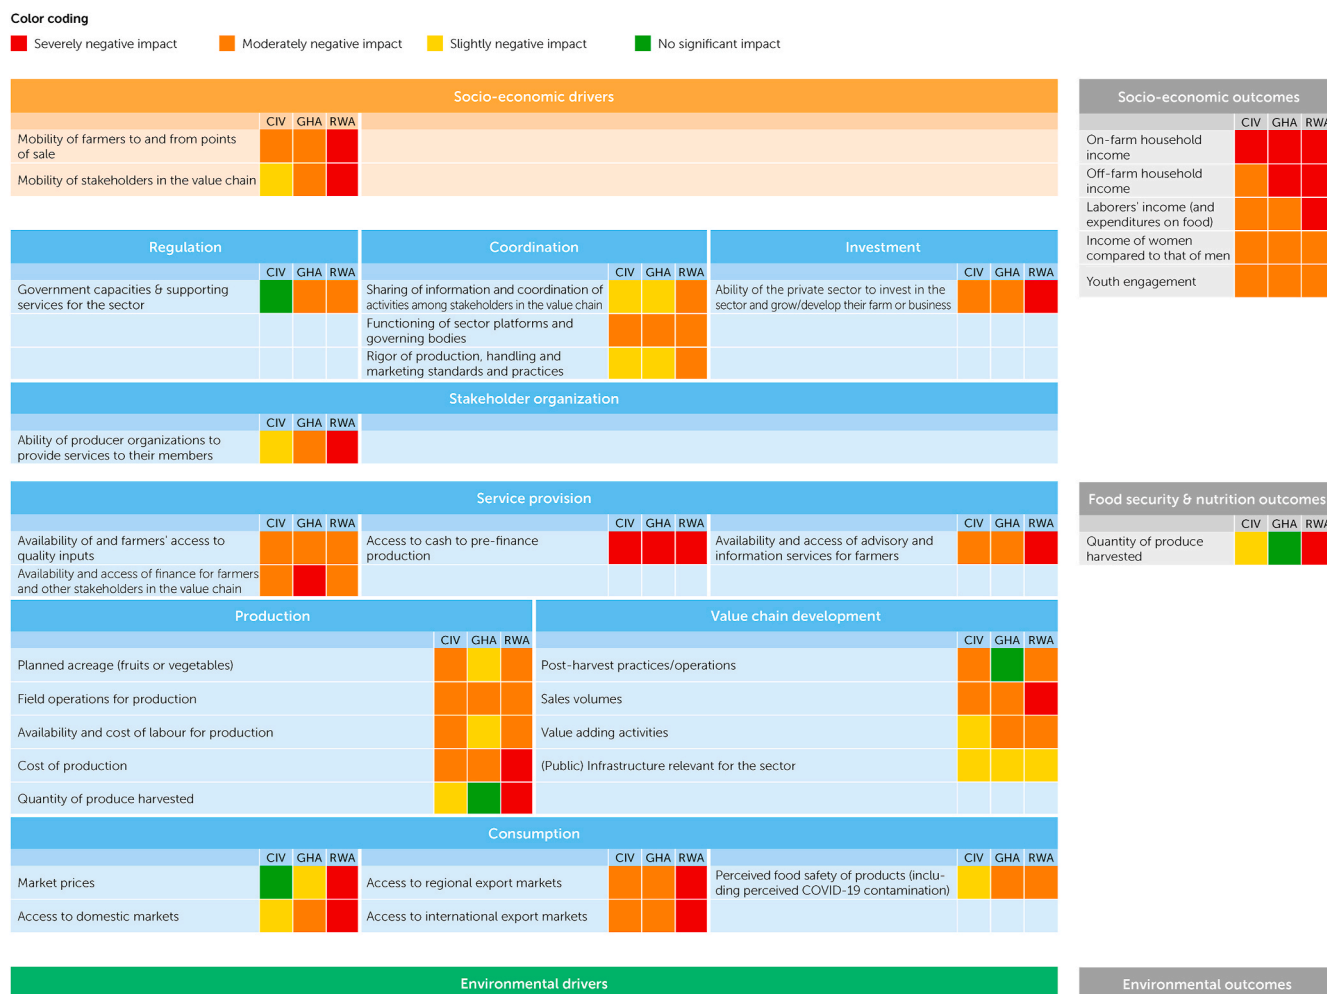 Color coding
Severely negative impact
Moderately negative impact
Slightly negative impact
No significant impact
Socio-economic drivers
CIV GHA RWA
Mobility of farmers to and from points
of sale
Mobility of stakeholders in the value chain
Socio-economic outcomes
CIV GHA RWA
On-farm household
income
Off-farm household
income
Laborers' income (and
expenditures on food)
Income of women
compared to that of men
Youth engagement
Regulation
CIV GHA RWA
Government capacities & supporting
services for the sector
Coordination
CIV GHA RWA
Sharing of information and coordination of
activities among stakeholders in the value chain
Functioning of sector platforms and
governing bodies
Rigor of production, handling and
marketing standards and practices
Investment
CIV GHA RWA
Ability of the private sector to invest in the
sector and grow/develop their farm or business
Stakeholder organization
CIV GHA RWA
Ability of producer organizations to
provide services to their members
Service provision
CIV GHA RWA
Availability of and farmers' access to
quality inputs
Availability and access of finance for farmers
and other stakeholders in the value chain
CIV GHA RWA
Access to cash to pre-finance
production
CIV GHA RWA
Availability and access of advisory and
information services for farmers
Food security & nutrition outcomes
CIV GHA RWA
Quantity of produce
harvested
Production
CIV GHA RWA
Planned acreage (fruits or vegetables)
Field operations for production
Availability and cost of labour for production
Cost of production
Quantity of produce harvested
Value chain development
CIV GHA RWA
Post-harvest practices/operations
Sales volumes
Value adding activities
(Public) Infrastructure relevant for the sector
Consumption
CIV GHA RWA
Market prices
Access to domestic markets
CIV GHA RWA
Access to regional export markets
Access to international export markets
CIV GHA RWA
Perceived food safety of products (inclu-
ding perceived COVID-19 contamination)
Environmental drivers
Environmental outcomes